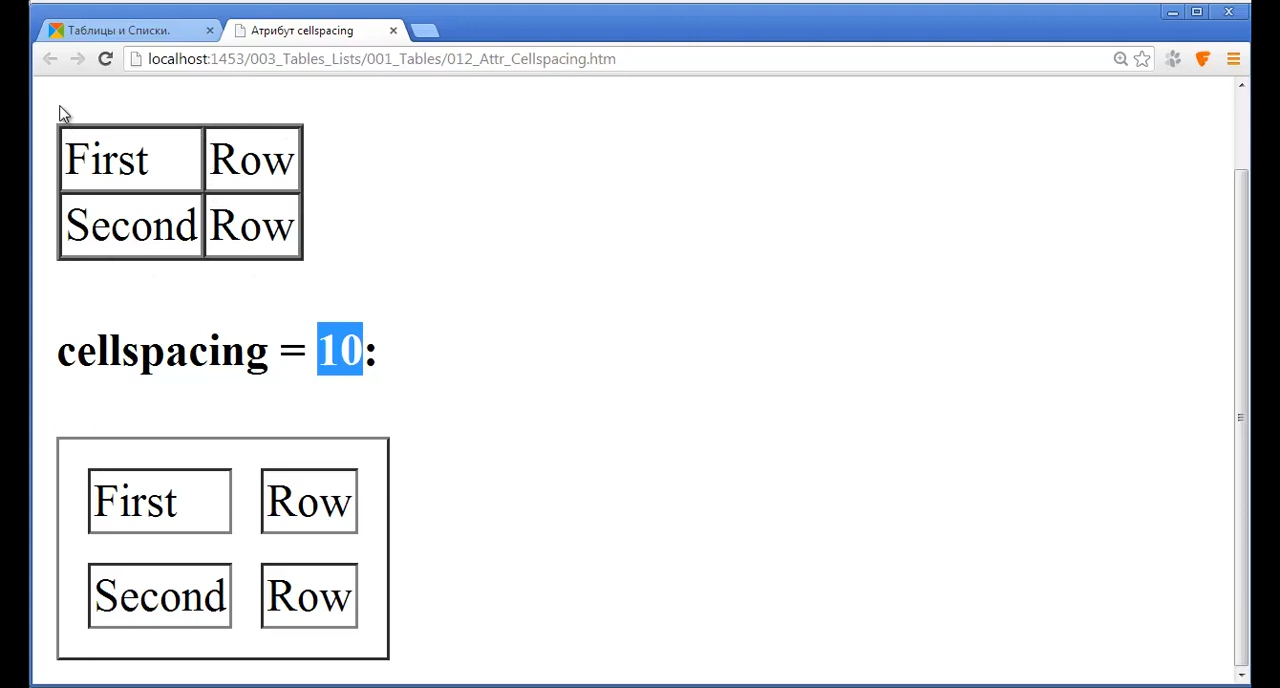 Таблицы и Списки.
Атрибут cellspacing
localhost:1453/003_Tables_Lists/001_Tables/012_Attr_Cellspacing.htm
First Row
Second Row
cellspacing = 10:
First Row
Second Row